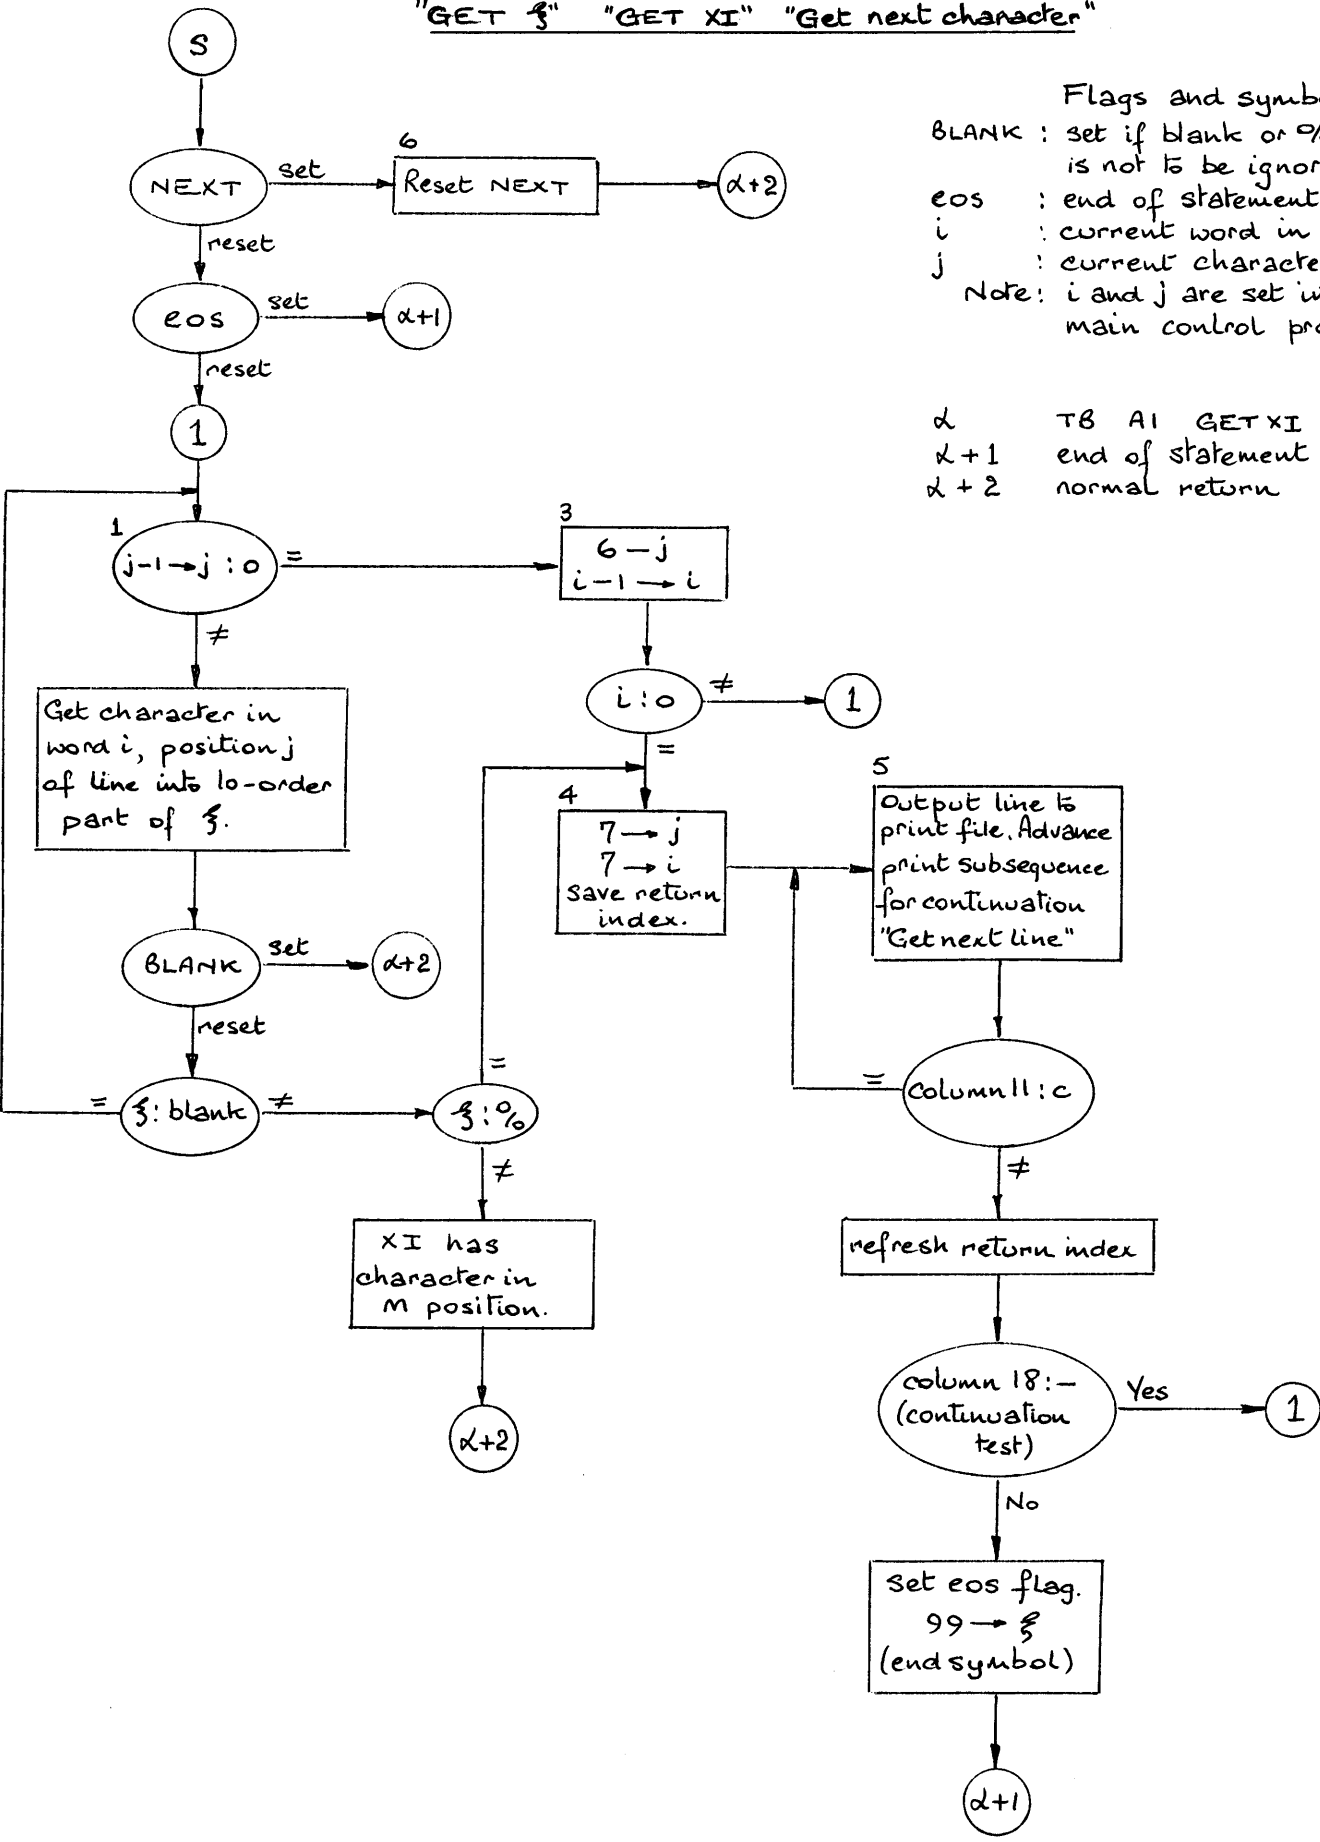 "GET ξ" "GET XI" "Get next character"
S
Flags and
BLANK : set if blank or
is not to be
eos : end of statement
i : current word in
j : current
Note: i and j are set
main control
NEXT
set
6
Reset NEXT
α+2
reset
eos
set
α+1
reset
1
α TB A1 GET XI
α+1 end of statement
α+2 normal return
1
j-1→j : 0
=
≠
3
6 — j
i-1 → i
i : 0
≠
1
=
Get character in
word i, position j
of line into lo-order
part of ξ.
4
7 → j
7 → i
save return
index.
5
Output line to
print file. Advance
print subsequence
for continuation
"Get next line"
BLANK
set
α+2
reset
ξ: blank
=
≠
ξ : %
=
≠
column 11 : c
=
≠
XI has
character in
M position.
α+2
refresh return index
column 18:–
(continuation
test)
Yes
1
No
Set eos flag.
99 → ξ
(end symbol)
α+1